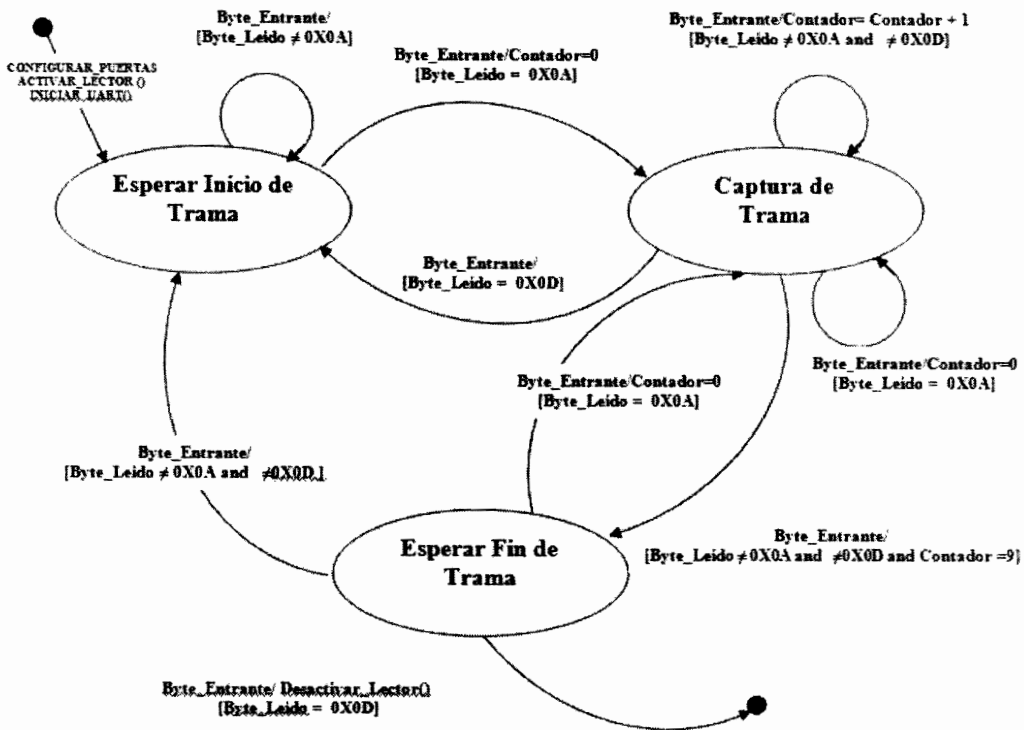 Byte_Entrante/
[Byte_Leido ≠ 0X0A]
Byte_Entrante/Contador= Contador + 1
[Byte_Leido ≠ 0X0A and ≠ 0X0D]
Byte_Entrante/Contador=0
[Byte_Leido = 0X0A]
CONFIGURAR_PUERTAS
ACTIVAR_LECTOR()
INICIAR_UART()
Esperar Inicio de
Trama
Captura de
Trama
Byte_Entrante/
[Byte_Leido = 0X0D]
Byte_Entrante/Contador=0
[Byte_Leido = 0X0A]
Byte_Entrante/Contador=0
[Byte_Leido = 0X0A]
Byte_Entrante/
[Byte_Leido ≠ 0X0A and ≠0X0D ]
Esperar Fin de
Trama
Byte_Entrante/
[Byte_Leido ≠0X0A and ≠0X0D and Contador =9]
Byte_Entrante/ Desactivar_Lector()
[Byte_Leido = 0X0D]